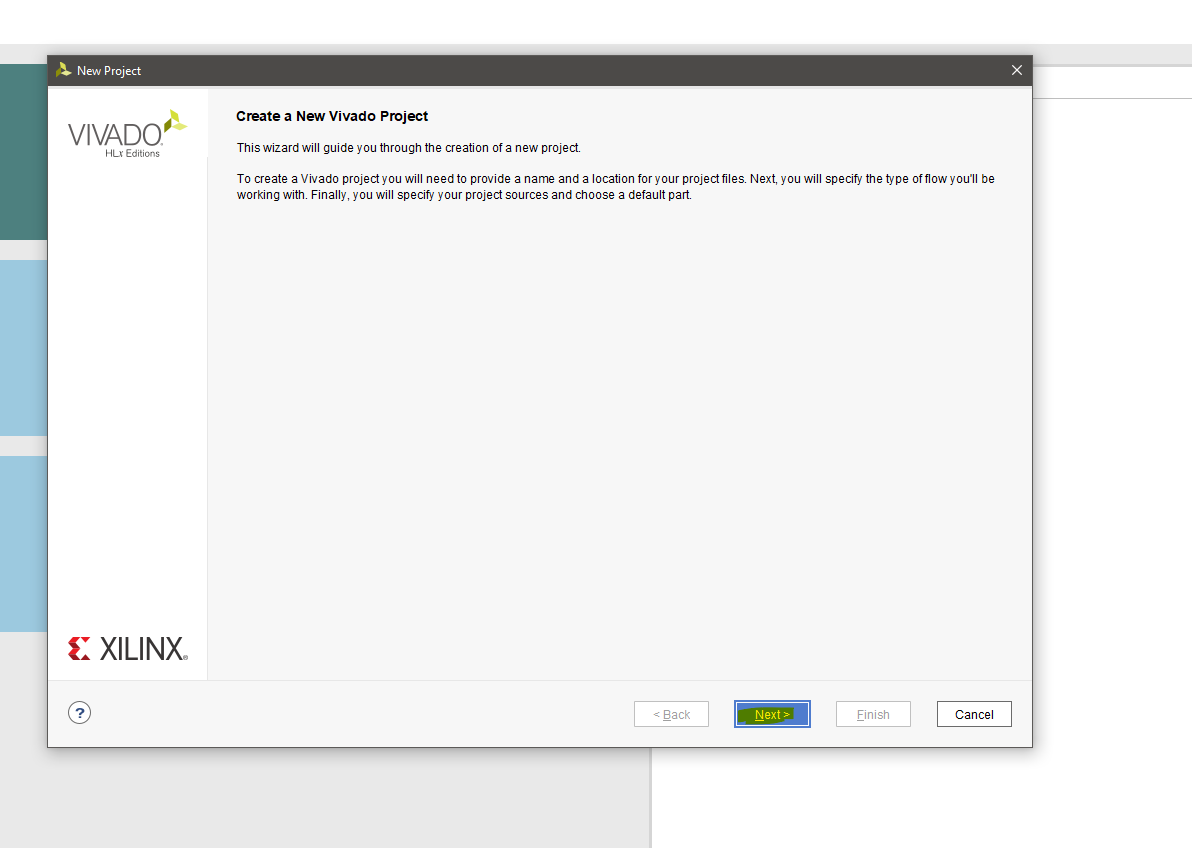 New Project
VIVADO.
HLx Editions
Create a New Vivado Project
This wizard will guide you through the creation of a new project.
To create a Vivado project you will need to provide a name and a location for your project files. Next, you will specify the type of flow you'll be
working with. Finally, you will specify your project sources and choose a default part.
XILINX®
?
< Back
Next >
Finish
Cancel